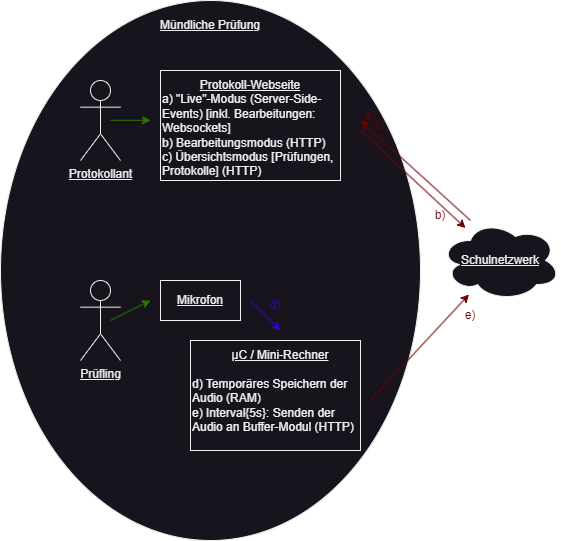 Mündliche Prüfung
Protokoll-Webseite
a) "Live"-Modus (Server-Side-
Events) [inkl. Bearbeitungen:
Websockets]
b) Bearbeitungsmodus (HTTP)
c) Übersichtsmodus [Prüfungen,
Protokolle] (HTTP)
Protokollant
b)
Schulnetzwerk
Mikrofon
d)
e)
Prüfling
µC / Mini-Rechner
d) Temporäres Speichern der
Audio (RAM)
e) Interval{5s}: Senden der
Audio an Buffer-Modul (HTTP)